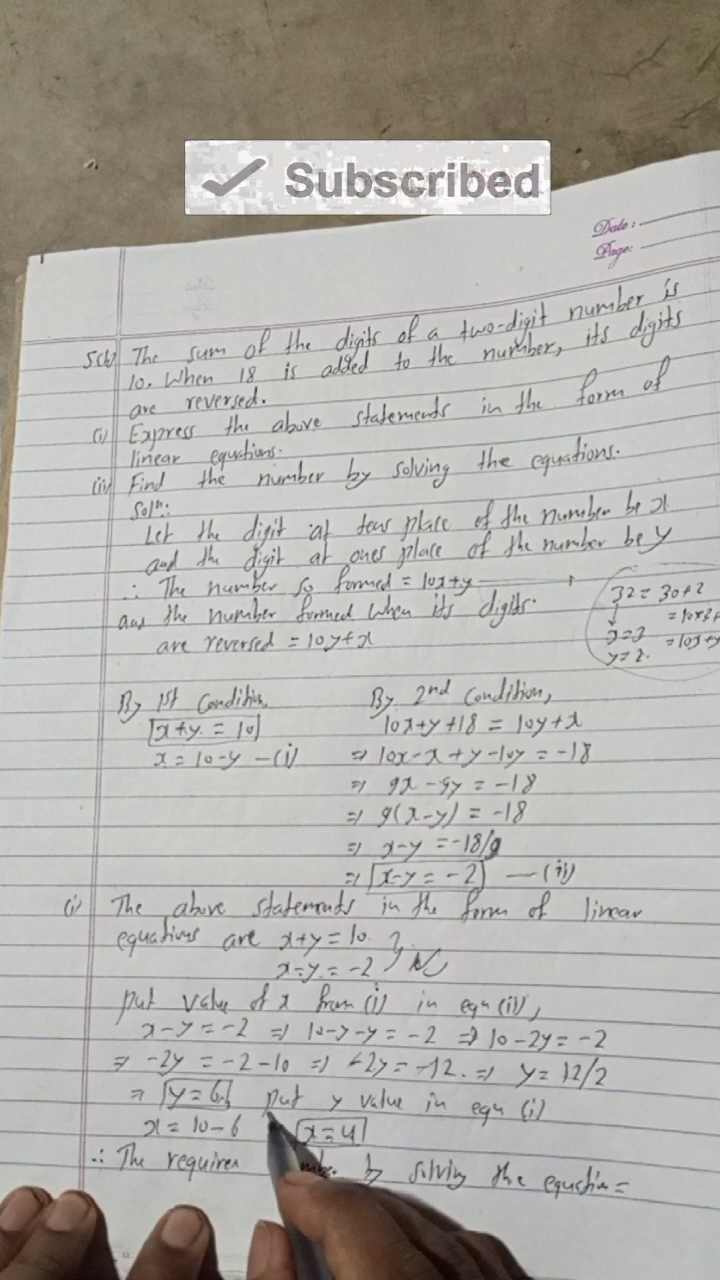 Subscribed
Date:
Page:
5(b) The sum of the digits of a two-digit number is
10. When 18 is added to the number, its digits
are reversed.
(i) Express the above statements in the form of
linear equations.
(ii) Find the number by solving the equations.
Solⁿ:
Let the digit at tens place of the number be x
and the digit at ones place of the number be y
∴ The number so formed = 10x+y
and the number formed when its digits
are reversed = 10y+x
32 = 30+2
x=3
y=2.
By 1st Condition,
x+y = 10
x = 10-y - (i)
By 2nd Condition,
10x+y+18 = 10y+x
⇒ 10x-x+y-10y = -18
⇒ 9x-9y = -18
⇒ 9(x-y) = -18
⇒ x-y = -18/9
⇒ x-y = -2 — (ii)
(i) The above statements in the form of linear
equations are x+y=10.
x-y = -2
put value of x from (i) in eqn (ii),
x-y = -2 ⇒ 10-y-y = -2 ⇒ 10-2y = -2
⇒ -2y = -2-10 ⇒ -2y = -12. ⇒ y = 12/2
⇒ y=6. put y value in eqn (i)
x = 10-6 x=4
∴ The by solving the =